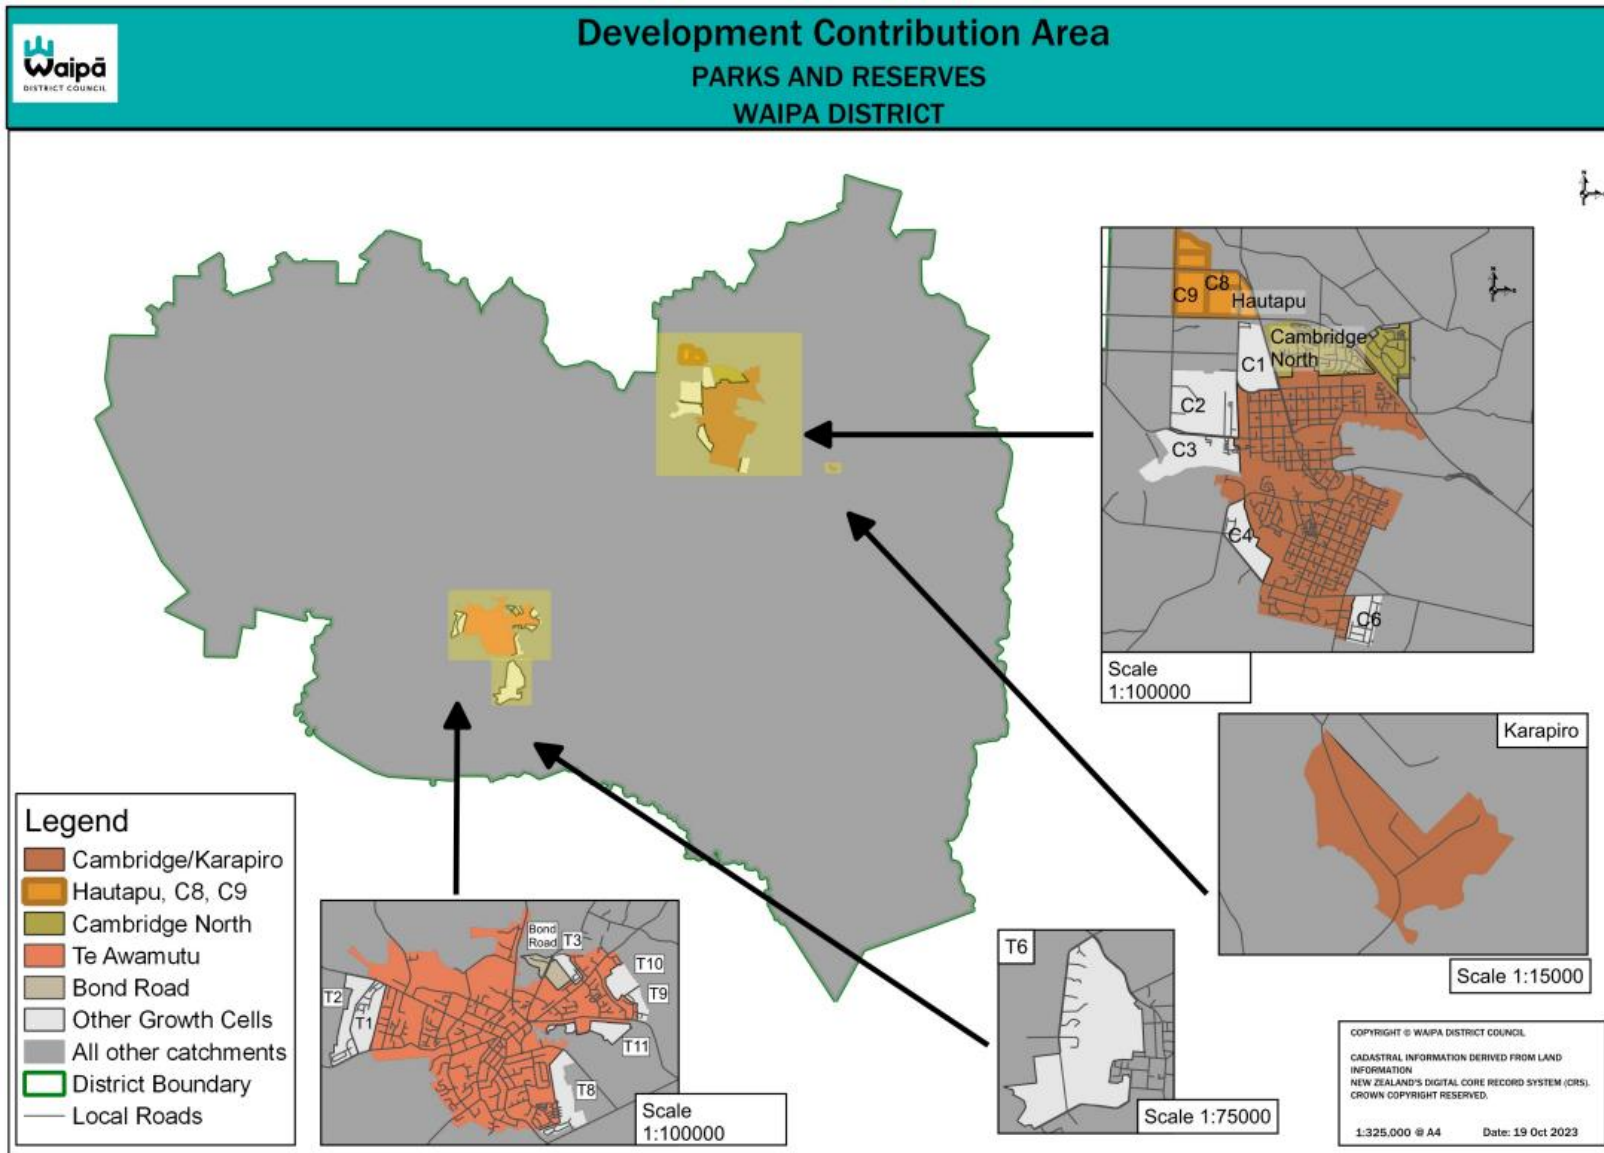 Waipā
DISTRICT COUNCIL
Development Contribution Area
PARKS AND RESERVES
WAIPA DISTRICT
C9
C8
Hautapu
Cambridge
North
C1
C2
C3
C4
C6
Scale
1:100000
Karapiro
Scale 1:15000
Legend
Cambridge/Karapiro
Hautapu, C8, C9
Cambridge North
Te Awamutu
Bond Road
Other Growth Cells
All other catchments
District Boundary
Local Roads
Bond
Road
T3
T10
T2
T9
T1
T11
T8
Scale
1:100000
T6
Scale 1:75000
COPYRIGHT © WAIPA DISTRICT COUNCIL
CADASTRAL INFORMATION DERIVED FROM LAND
INFORMATION
NEW ZEALAND'S DIGITAL CORE RECORD SYSTEM (CRS).
CROWN COPYRIGHT RESERVED.
1:325,000 @ A4 Date: 19 Oct 2023